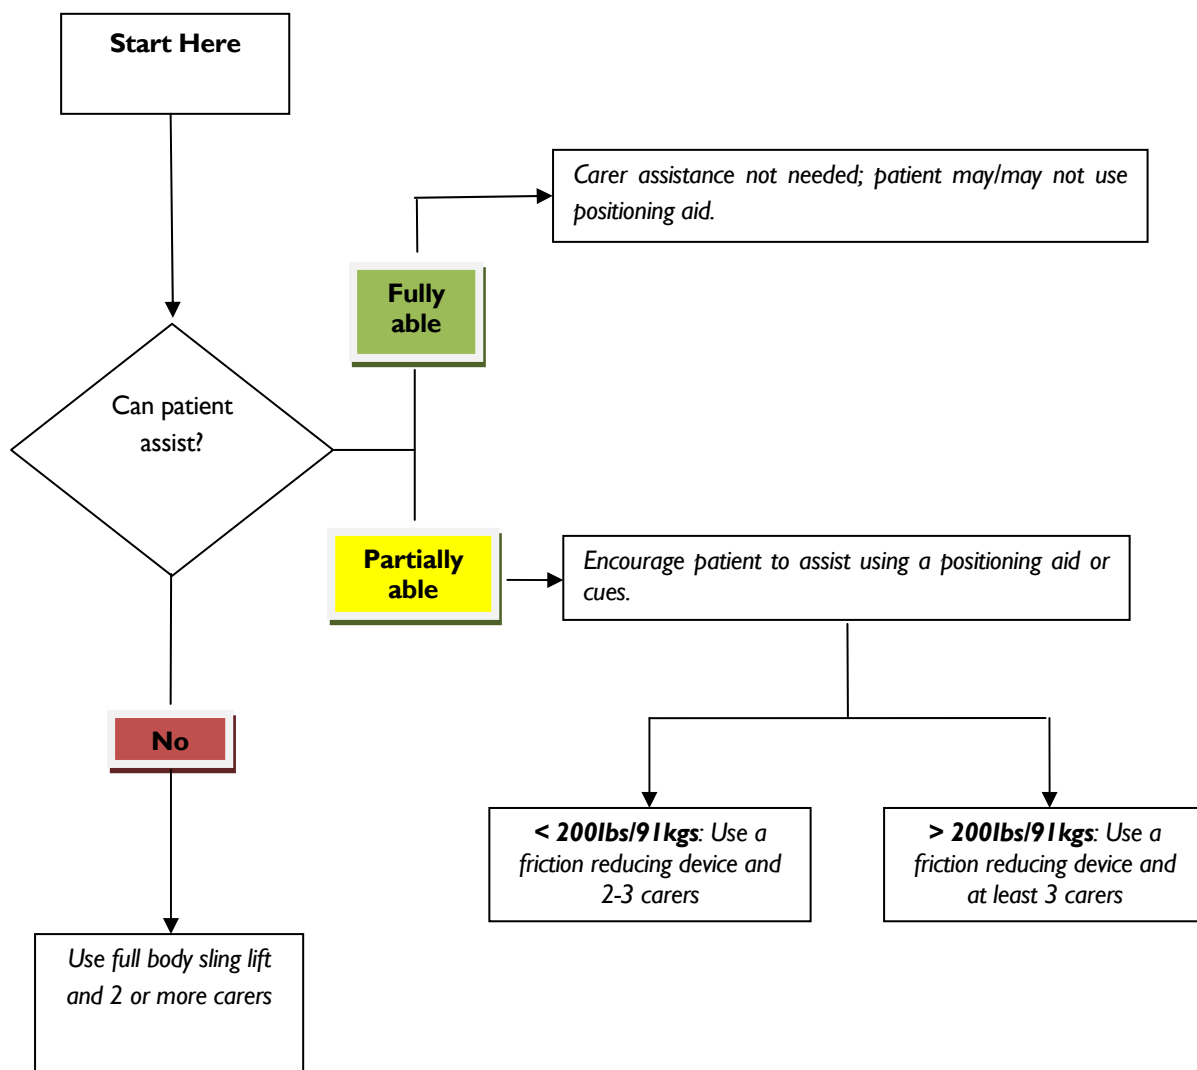 Start Here
Carer assistance not needed; patient may/may not use
positioning aid.
Fully
able
Can patient
assist?
Partially
able
Encourage patient to assist using a positioning aid or
cues.
No
< 200lbs/91kgs: Use a
friction reducing device and
2-3 carers
> 200lbs/91kgs: Use a
friction reducing device and
at least 3 carers
Use full body sling lift
and 2 or more carers